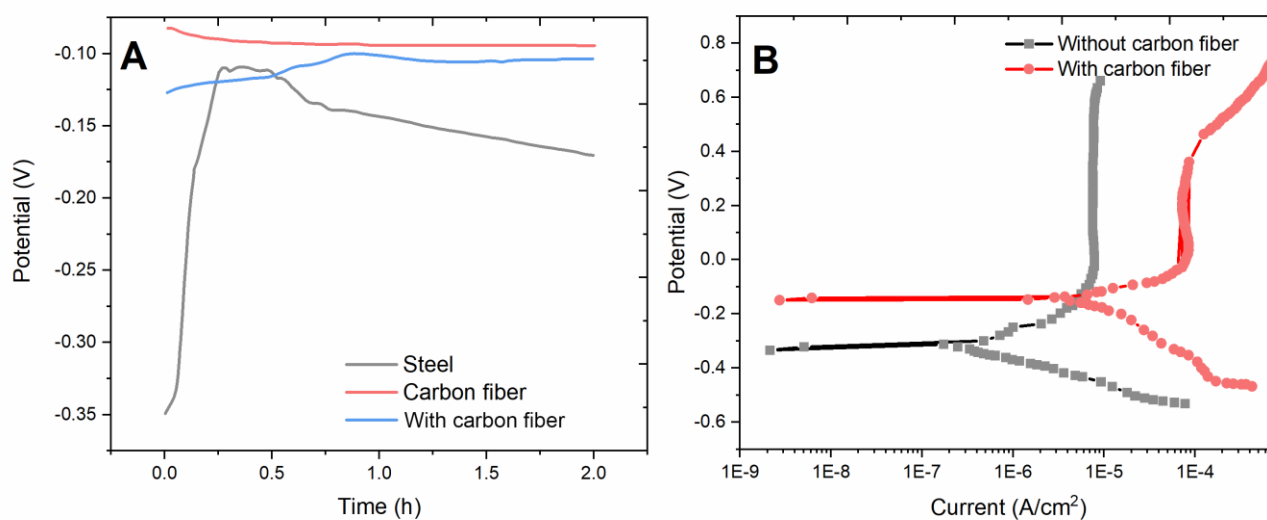 A
-0.10
-0.15
-0.20
-0.25
-0.30
-0.35
Potential (V)
0.0
0.5
1.0
1.5
2.0
Time (h)
Steel
Carbon fiber
With carbon fiber
B
0.8
0.6
0.4
0.2
0.0
-0.2
-0.4
-0.6
Potential (V)
1E-9
1E-8
1E-7
1E-6
1E-5
1E-4
Current (A/cm²)
Without carbon fiber
With carbon fiber